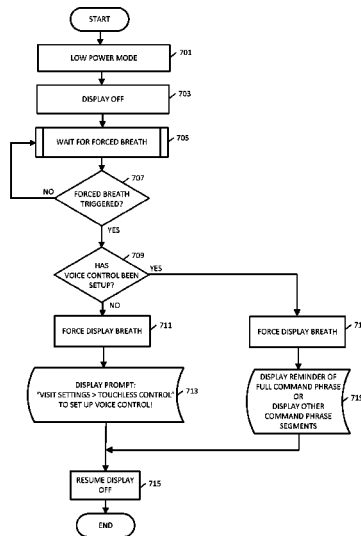 START
LOW POWER MODE
701
DISPLAY OFF
703
WAIT FOR FORCED BREATH
705
707
NO
FORCED BREATH
TRIGGERED?
YES
709
HAS
VOICE CONTROL BEEN
SETUP?
YES
NO
FORCE DISPLAY BREATH
711
FORCE DISPLAY BREATH
71
DISPLAY PROMPT:
"VISIT SETTINGS > TOUCHLESS CONTROL"
TO SET UP VOICE CONTROL!
713
DISPLAY REMINDER OF
FULL COMMAND PHRASE
OR
DISPLAY OTHER
COMMAND PHRASE
SEGMENTS
719
RESUME DISPLAY
OFF
715
END